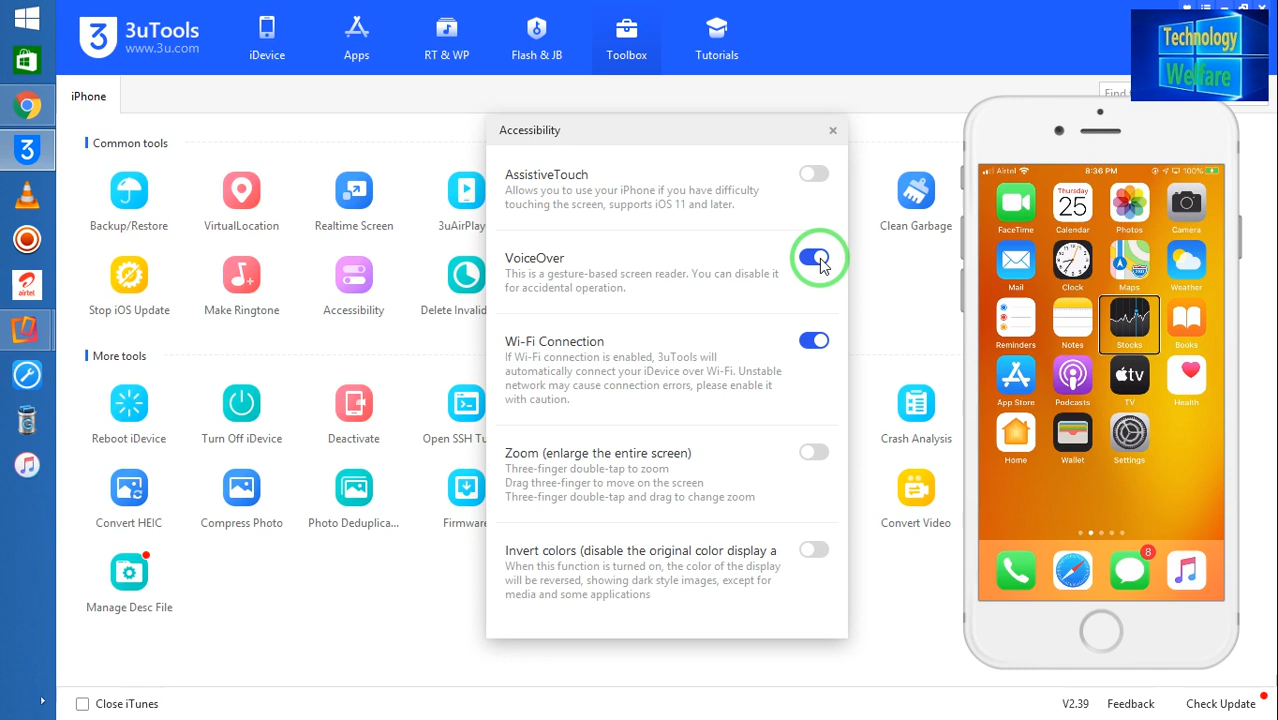 3uTools
www.3u.com
iDevice
Apps
RT & WP
Flash & JB
Toolbox
Tutorials
Technology
Welfare
iPhone
Find
Common tools
Backup/Restore
VirtualLocation
Realtime Screen
3uAirPlay
Clean Garbage
Stop iOS Update
Make Ringtone
Accessibility
Delete Invalid
More tools
Reboot iDevice
Turn Off iDevice
Deactivate
Open SSH Tu
Crash Analysis
Convert HEIC
Compress Photo
Photo Deduplica...
Firmware
Convert Video
Manage Desc File
Accessibility
AssistiveTouch
Allows you to use your iPhone if you have difficulty
touching the screen, supports iOS 11 and later.
VoiceOver
This is a gesture-based screen reader. You can disable it
for accidental operation.
Wi-Fi Connection
If Wi-Fi connection is enabled, 3uTools will
automatically connect your iDevice over Wi-Fi. Unstable
network may cause connection errors, please enable it
with caution.
Zoom (enlarge the entire screen)
Three-finger double-tap to zoom
Drag three-finger to move on the screen
Three-finger double-tap and drag to change zoom
Invert colors (disable the original color display a
When this function is turned on, the color of the display
will be reversed, showing dark style images, except for
media and some applications
Airtel 8:36 PM 100%
Thursday
25
FaceTime Calendar Photos Camera
Mail Clock Maps Weather
Reminders Notes Stocks Books
tv
App Store Podcasts TV Health
Home Wallet Settings
8
airtel
Close iTunes
V2.39
Feedback
Check Update